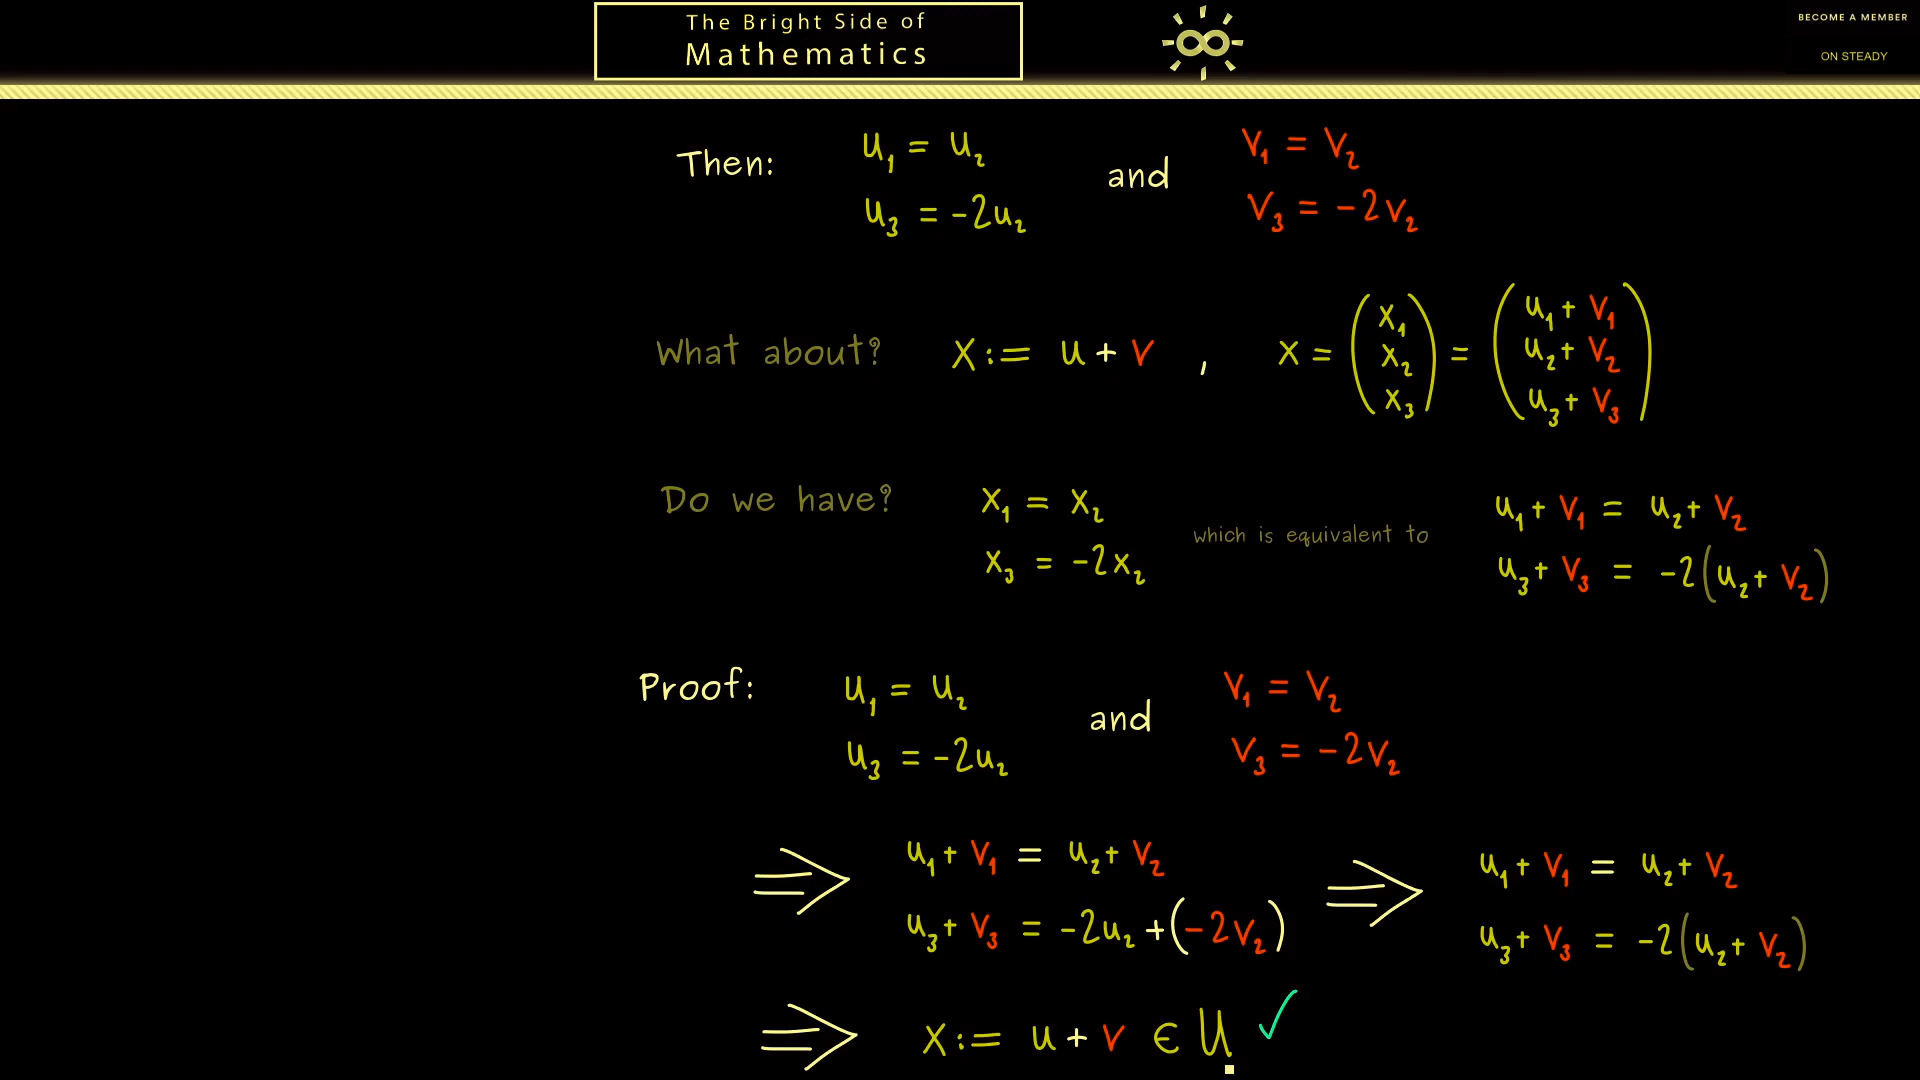 The Bright Side of
Mathematics
BECOME A MEMBER
ON STEADY
Then: u₁ = u₂ and v₁ = v₂
u₃ = -2u₂ v₃ = -2v₂
What about? x := u + v , x = (x₁ x₂ x₃) = (u₁ + v₁ u₂ + v₂ u₃ + v₃)
Do we have? x₁ = x₂ which is equivalent to u₁ + v₁ = u₂ + v₂
x₃ = -2x₂ u₃ + v₃ = -2(u₂ + v₂)
Proof: u₁ = u₂ and v₁ = v₂
u₃ = -2u₂ v₃ = -2v₂
⇒ u₁ + v₁ = u₂ + v₂ ⇒ u₁ + v₁ = u₂ + v₂
u₃ + v₃ = -2u₂ + (-2v₂) u₃ + v₃ = -2(u₂ + v₂)
⇒ x := u + v ∈ U ✓